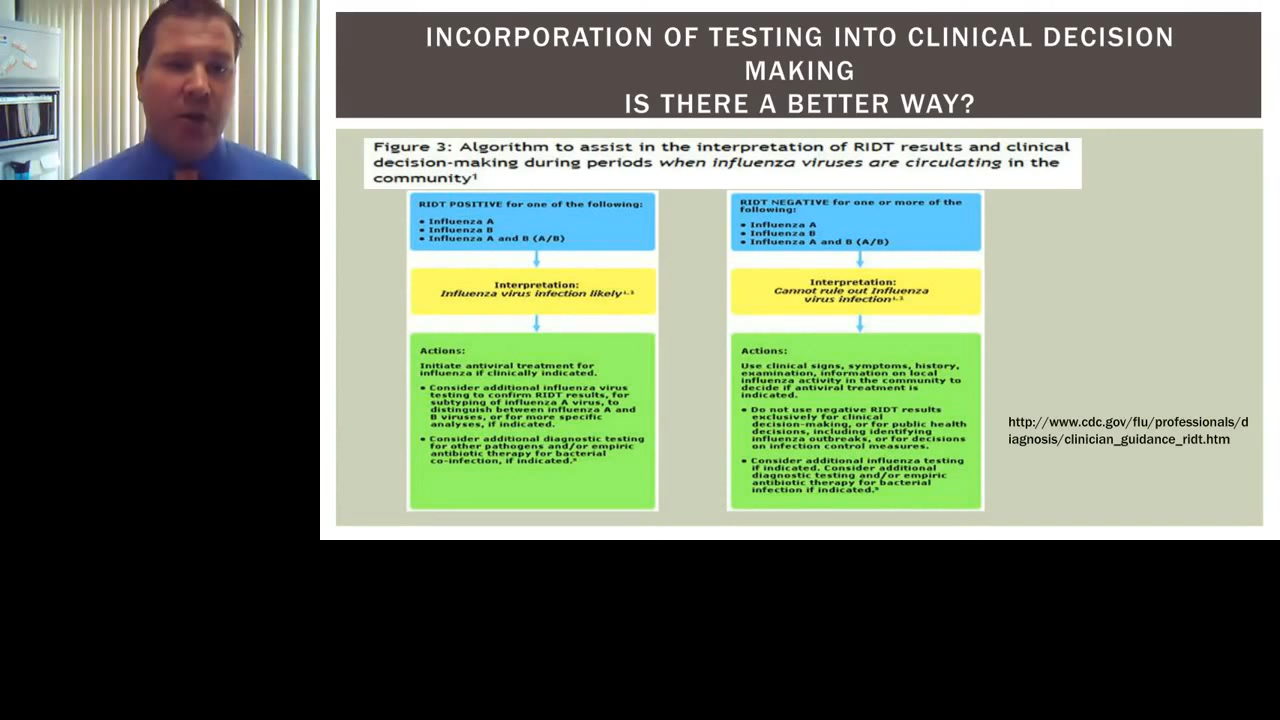 INCORPORATION OF TESTING INTO CLINICAL DECISION
MAKING
IS THERE A BETTER WAY?
Figure 3: Algorithm to assist in the interpretation of RIDT results and clinical
decision-making during periods when influenza viruses are circulating in the
community¹
RIDT POSITIVE for one of the following:
• Influenza A
• Influenza B
• Influenza A and B (A/B)
Interpretation:
Influenza virus infection likely
Actions:
Initiate antiviral treatment for
influenza if clinically indicated.
• Consider additional influenza virus
testing to confirm RIDT results, for
subtyping of influenza A virus, to
distinguish between influenza A and
B viruses, or for more specific
analyses, if indicated.
• Consider additional diagnostic testing
for other pathogens and/or empiric
antibiotic therapy for bacterial
co-infection, if indicated.
RIDT NEGATIVE for one or more of the
following:
• Influenza A
• Influenza B
• Influenza A and B (A/B)
Interpretation:
Cannot rule out Influenza
virus infection
Actions:
Use clinical signs, symptoms, history,
examination, information on local
influenza activity in the community to
decide if antiviral treatment is
indicated.
• Do not use negative RIDT results
exclusively for clinical
decision-making, or for public health
decisions, including identifying
influenza outbreaks, or for decisions
on infection control measures.
• Consider additional influenza testing
if indicated. Consider additional
diagnostic testing and/or empiric
antibiotic therapy for bacterial
infection if indicated.
http://www.cdc.gov/flu/professionals/d
iagnosis/clinician_guidance_ridt.htm